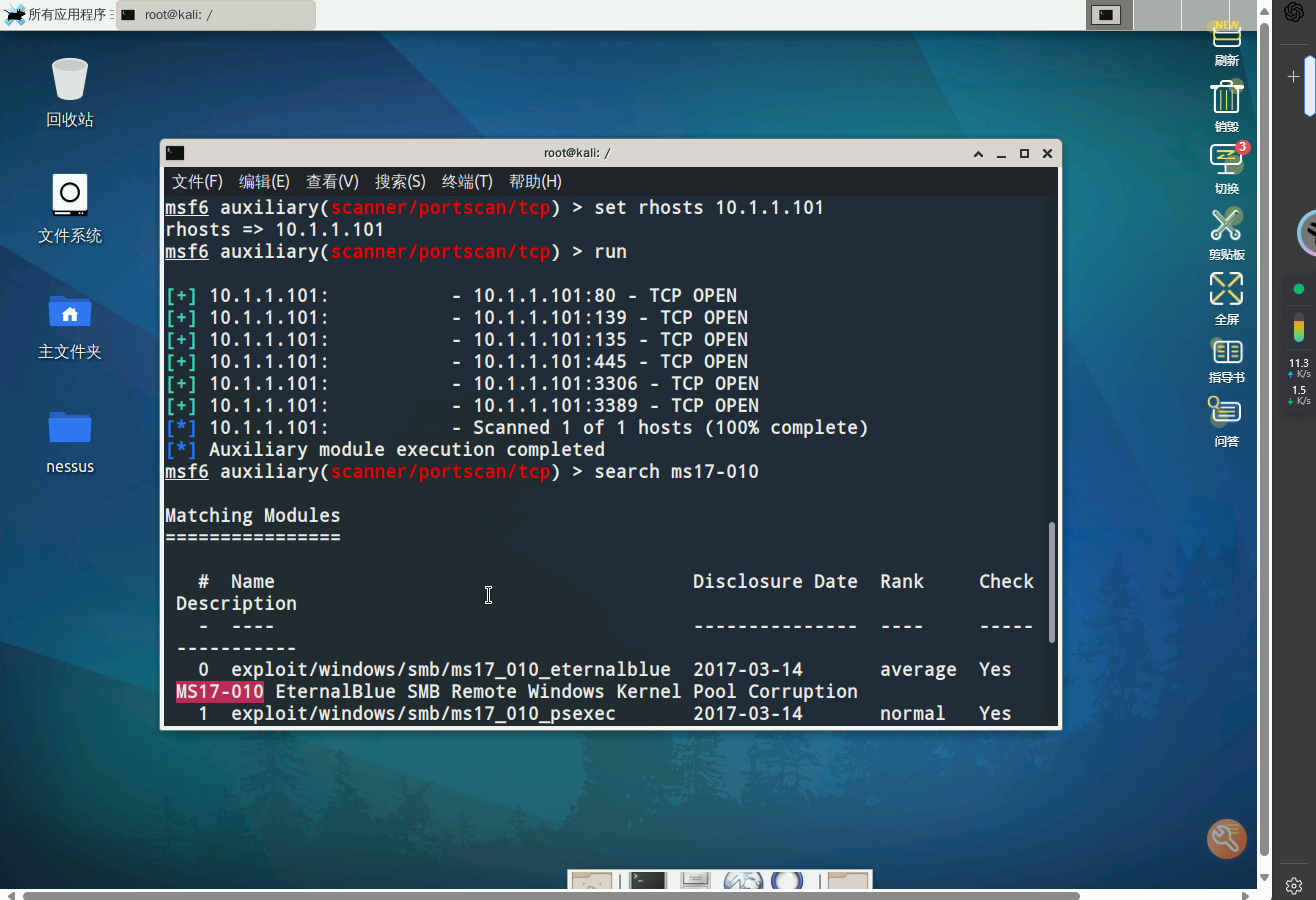 所有应用程序
root@kali: /
NEW
刷新
回收站
销毁
3
切换
文件系统
剪贴板
全屏
主文件夹
指导书
问答
nessus
11.3
K/s
1.5
K/s
root@kali: /
文件(F) 编辑(E) 查看(V) 搜索(S) 终端(T) 帮助(H)
msf6 auxiliary(scanner/portscan/tcp) > set rhosts 10.1.1.101
rhosts => 10.1.1.101
msf6 auxiliary(scanner/portscan/tcp) > run
[+] 10.1.1.101: - 10.1.1.101:80 - TCP OPEN
[+] 10.1.1.101: - 10.1.1.101:139 - TCP OPEN
[+] 10.1.1.101: - 10.1.1.101:135 - TCP OPEN
[+] 10.1.1.101: - 10.1.1.101:445 - TCP OPEN
[+] 10.1.1.101: - 10.1.1.101:3306 - TCP OPEN
[+] 10.1.1.101: - 10.1.1.101:3389 - TCP OPEN
[*] 10.1.1.101: - Scanned 1 of 1 hosts (100% complete)
[*] Auxiliary module execution completed
msf6 auxiliary(scanner/portscan/tcp) > search ms17-010
Matching Modules
================
# Name Disclosure Date Rank Check
Description
- ---- --------------- ---- -----
-----------
0 exploit/windows/smb/ms17_010_eternalblue 2017-03-14 average Yes
MS17-010 EternalBlue SMB Remote Windows Kernel Pool Corruption
1 exploit/windows/smb/ms17_010_psexec 2017-03-14 normal Yes